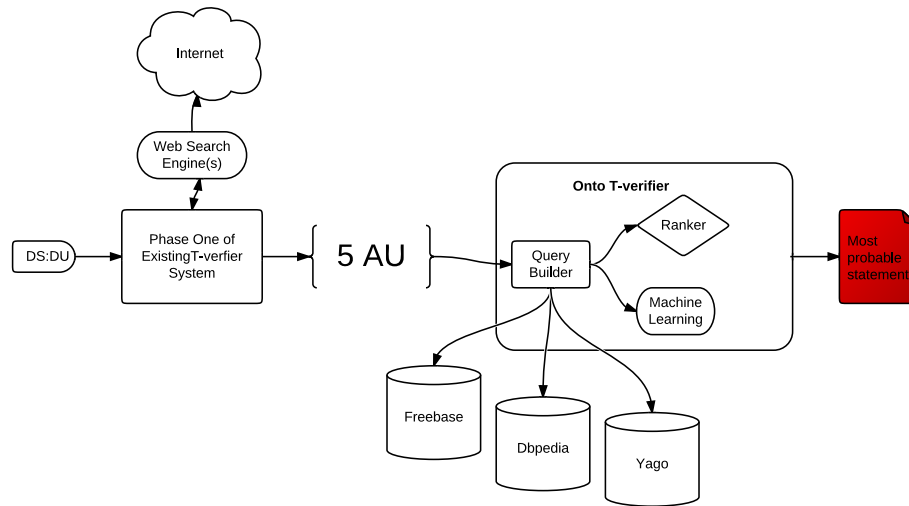 Internet
Web Search
Engine(s)
Onto T-verifier
DS:DU
Phase One of
ExistingT-verfier
System
5 AU
Query
Builder
Ranker
Machine
Learning
Most
probable
statement
Freebase
Dbpedia
Yago